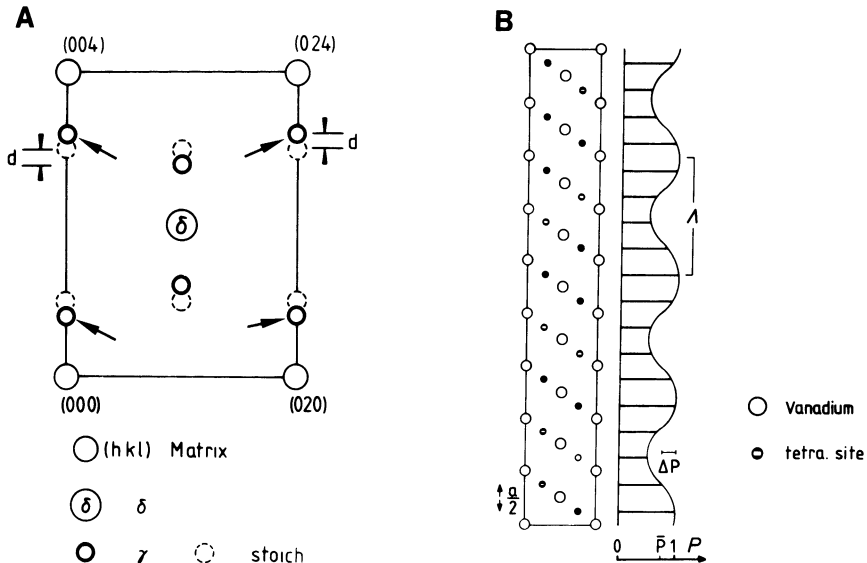 A
(004)
(024)
d
d
δ
(000)
(020)
(hkl) Matrix
δ δ
γ stoich
B
Λ
ΔP
a/2
0 P̄ 1 P
Vanadium
tetra. site